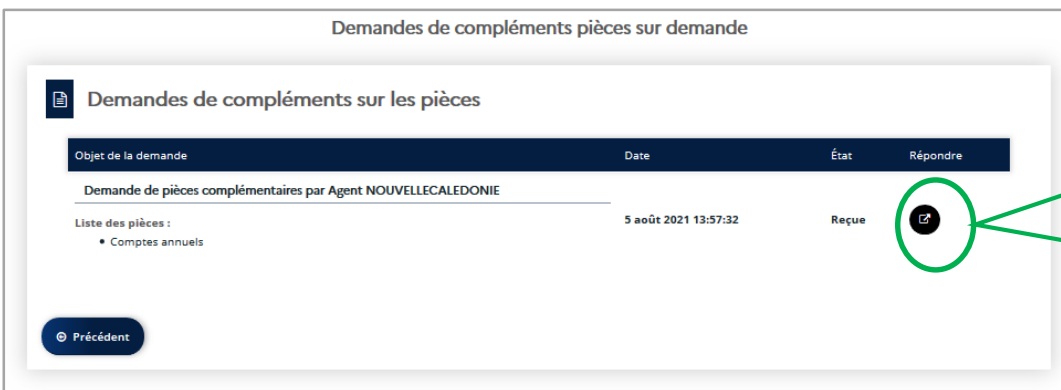 Demandes de compléments pièces sur demande
Demandes de compléments sur les pièces
Objet de la demande Date État Répondre
Demande de pièces complémentaires par Agent NOUVELLECALEDONIE
5 août 2021 13:57:32 Reçue
Liste des pièces :
• Comptes annuels
Précédent